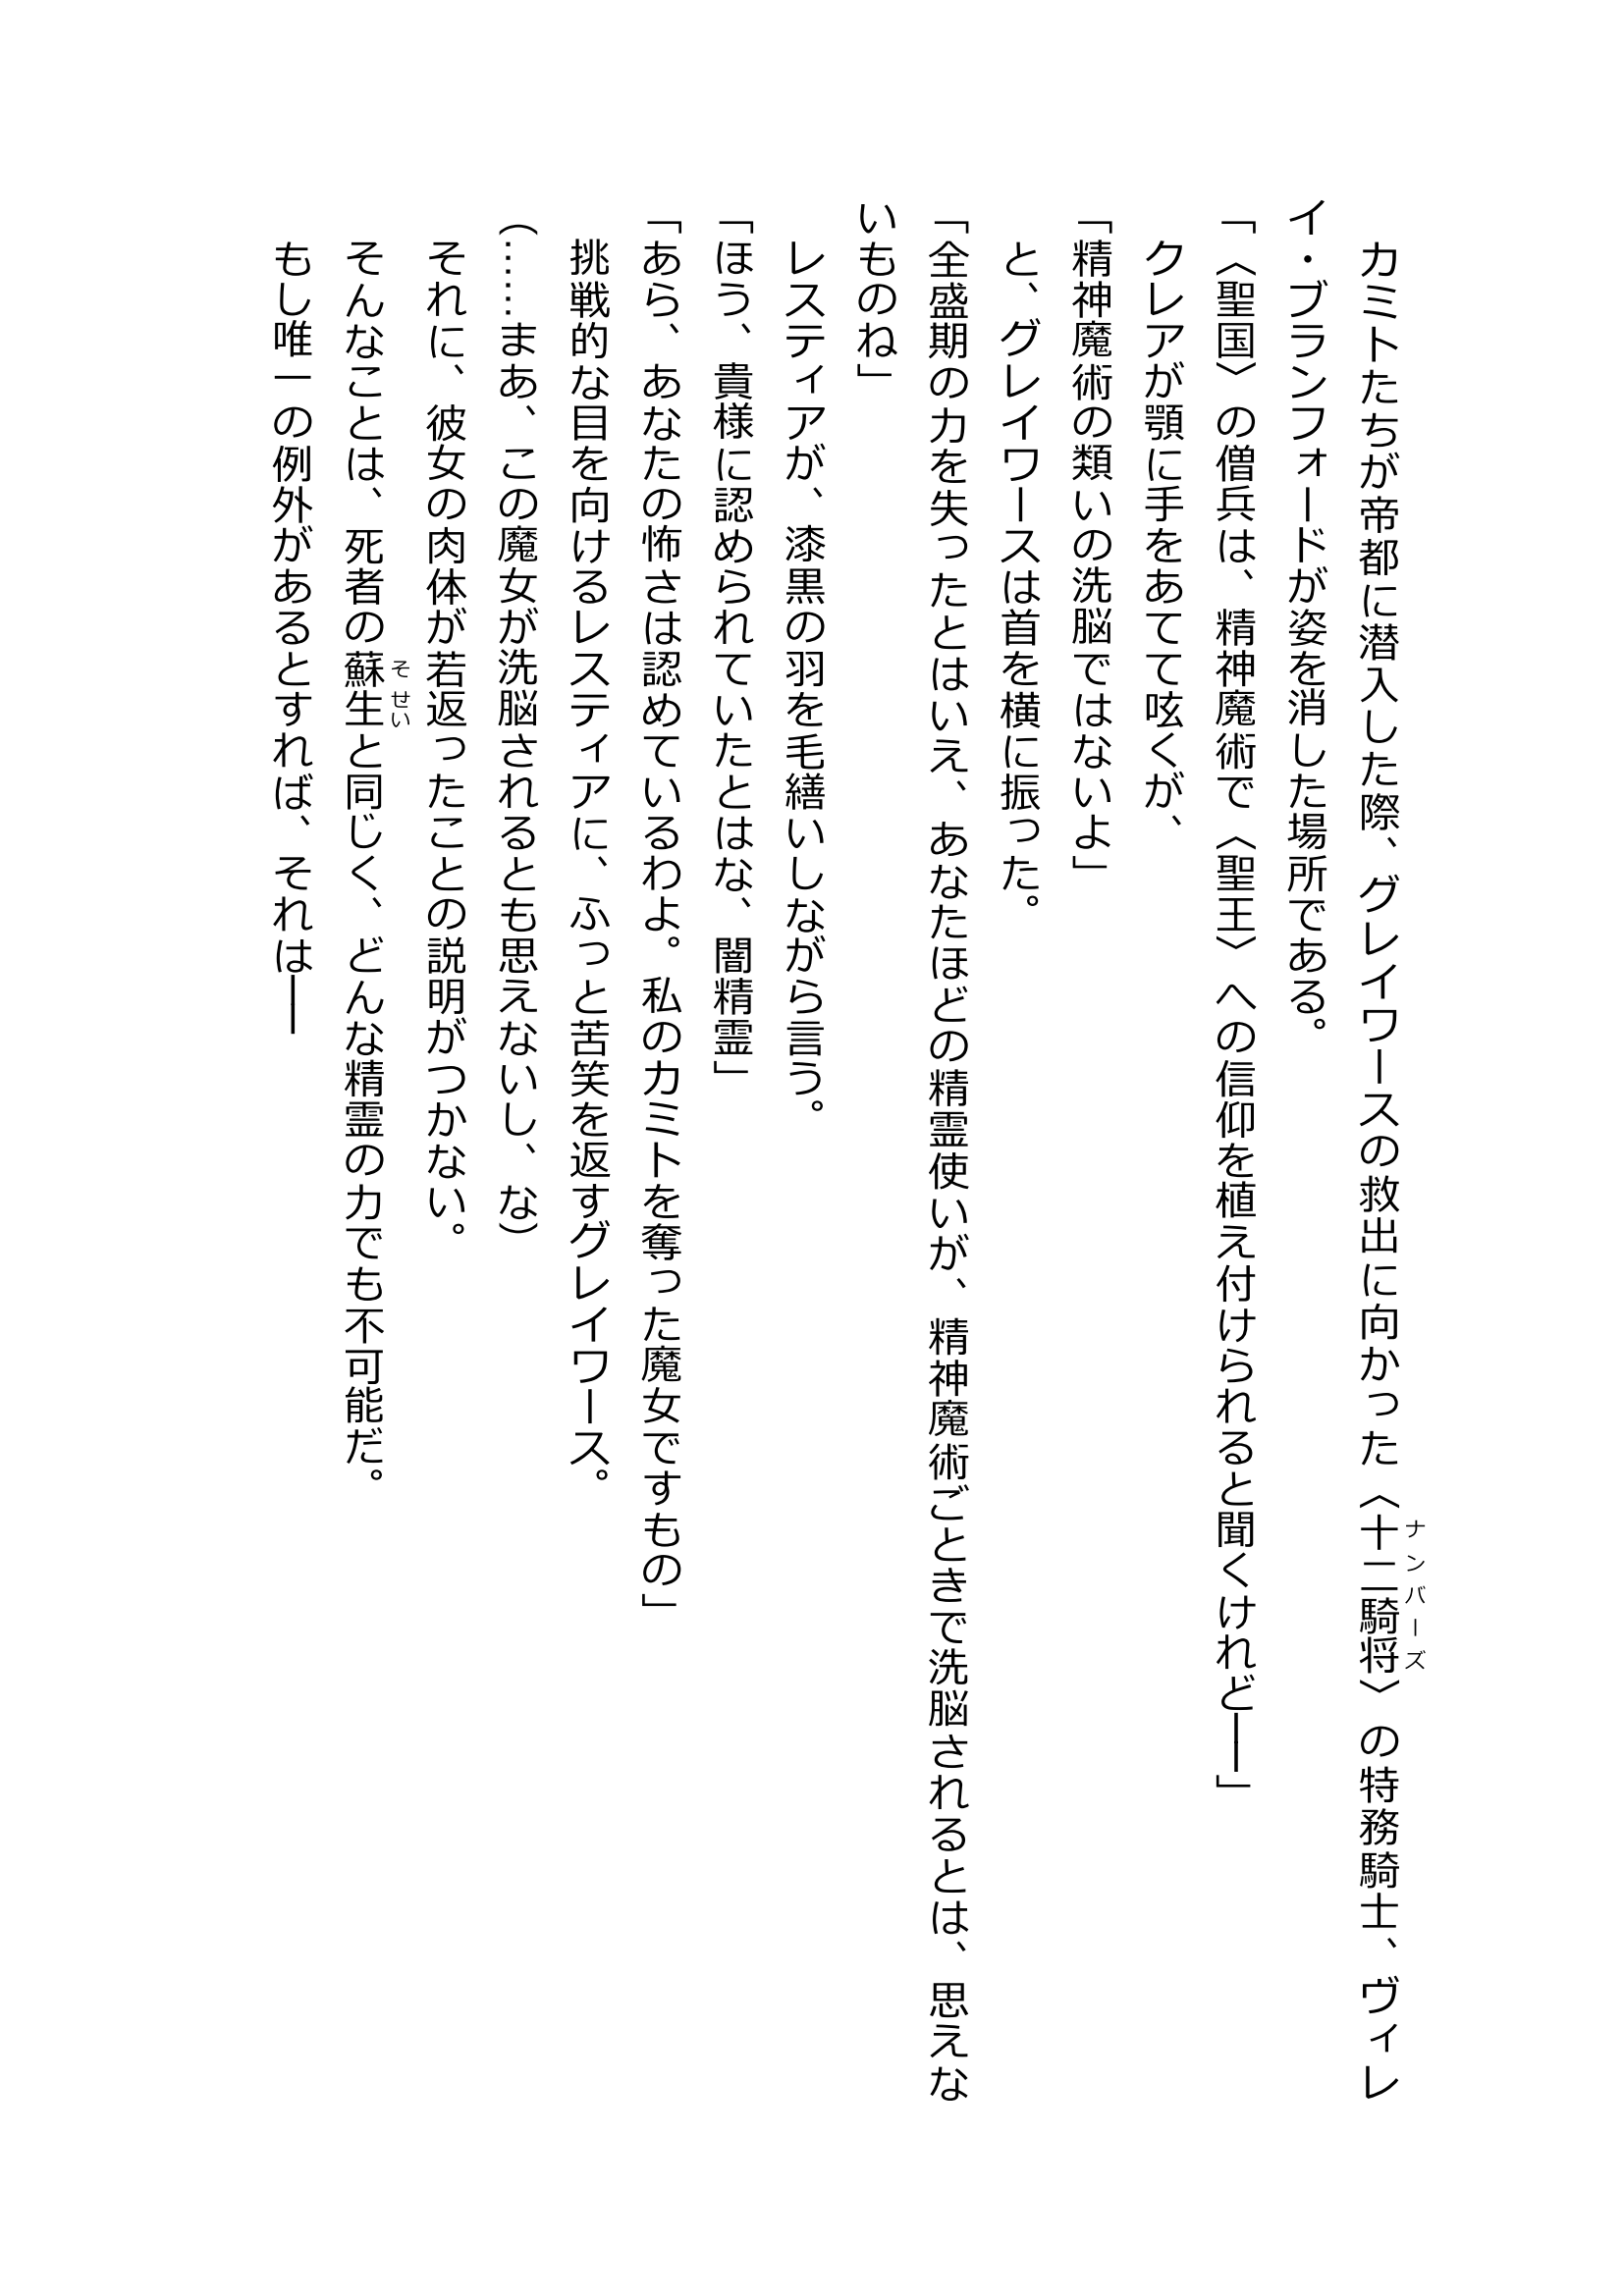 カミトたちが帝都に潜入した際、グレイワースの救出に向かった〈十二騎将〉の特務騎士、ヴィレ
ナンバーズ
イ・ブランフォードが姿を消した場所である。
「〈聖国〉の僧兵は、精神魔術で〈聖王〉への信仰を植え付けられると聞くけれど――」
　クレアが顎に手をあてて呟くが、
「精神魔術の類いの洗脳ではないよ」
　と、グレイワースは首を横に振った。
「全盛期の力を失ったとはいえ、あなたほどの精霊使いが、精神魔術ごときで洗脳されるとは、思えな
いものね」
　レスティアが、漆黒の羽を毛繕いしながら言う。
「ほう、貴様に認められていたとはな、闇精霊」
「あら、あなたの怖さは認めているわよ。私のカミトを奪った魔女ですもの」
　挑戦的な目を向けるレスティアに、ふっと苦笑を返すグレイワース。
（……まあ、この魔女が洗脳されるとも思えないし、な）
　それに、彼女の肉体が若返ったことの説明がつかない。
　そんなことは、死者の蘇生と同じく、どんな精霊の力でも不可能だ。
そせい
　もし唯一の例外があるとすれば、それは――